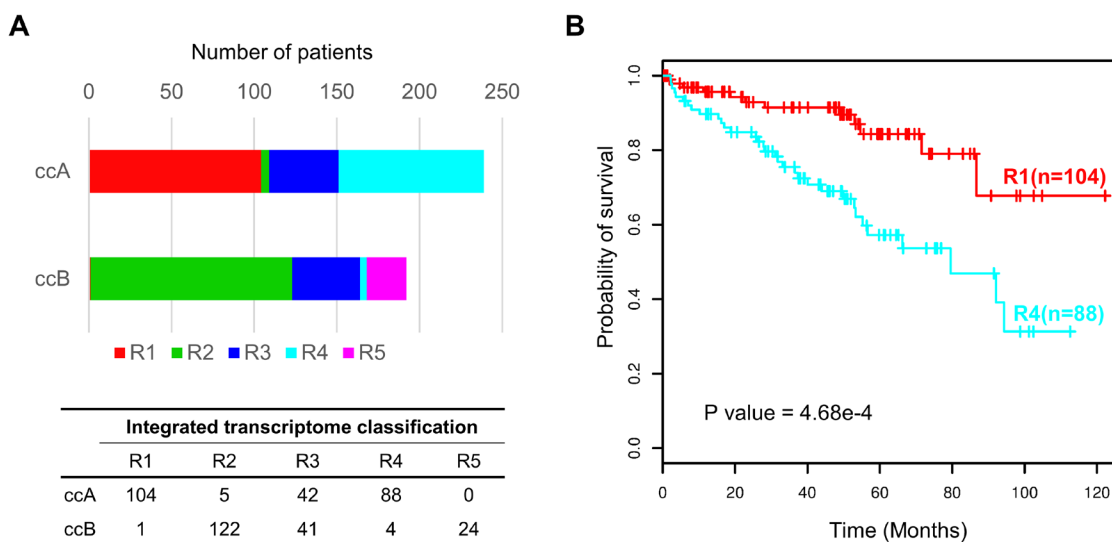 A
Number of patients
0 50 100 150 200 250
ccA
ccB
R1 R2 R3 R4 R5
Integrated transcriptome classification
R1 R2 R3 R4 R5
ccA 104 5 42 88 0
ccB 1 122 41 4 24
B
Probability of survival
1.0
0.8
0.6
0.4
0.2
0.0
R1(n=104)
R4(n=88)
P value = 4.68e-4
0 20 40 60 80 100 120
Time (Months)